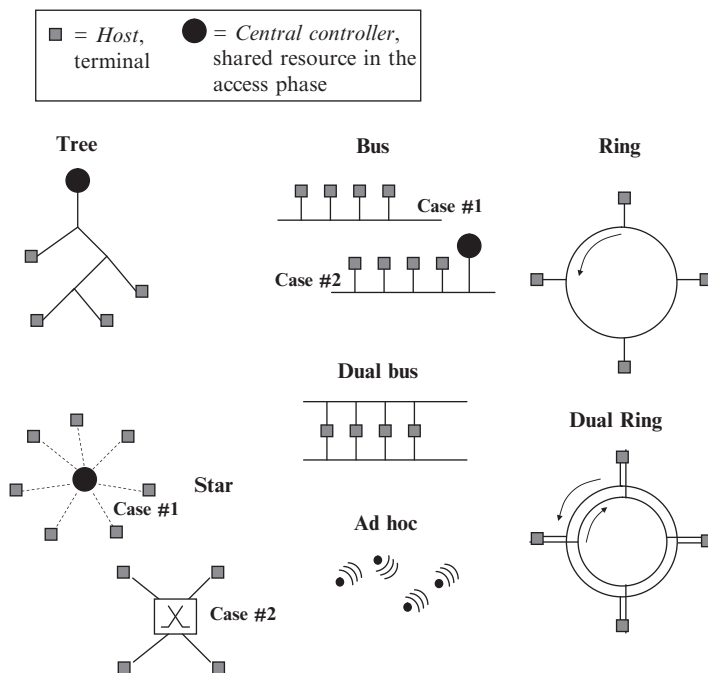 = Host,
terminal
= Central controller,
shared resource in the
access phase
Tree
Bus
Ring
Case #1
Case #2
Dual bus
Dual Ring
Star
Case #1
Ad hoc
Case #2